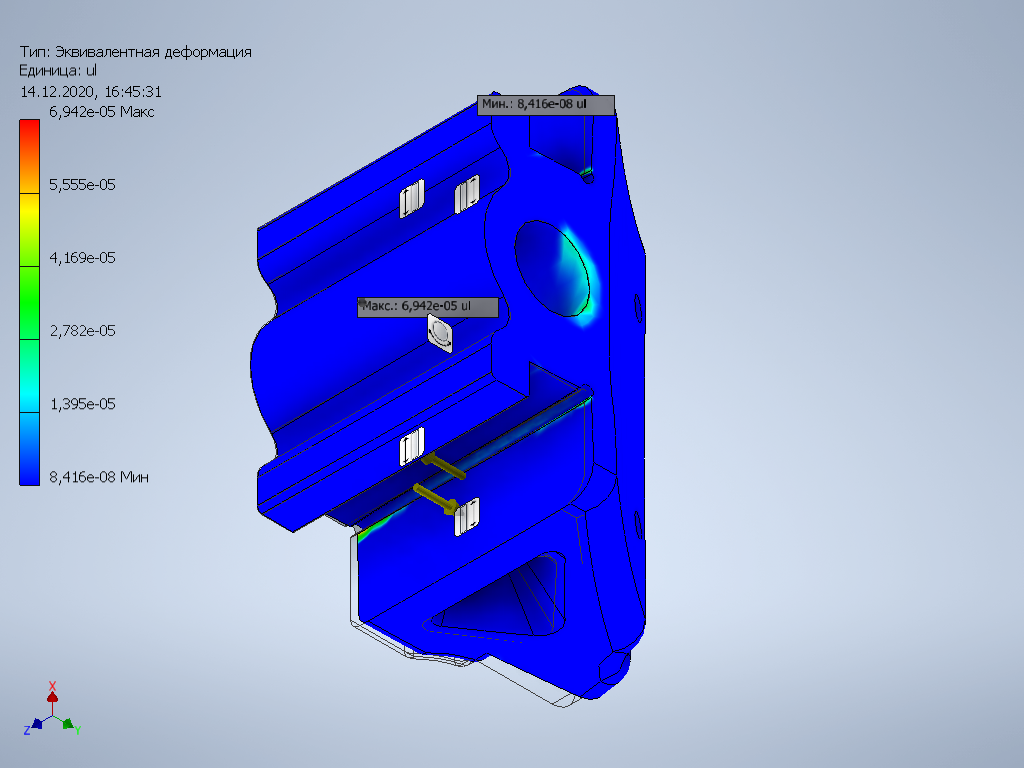 Тип: Эквивалентная деформация
Единица: ul
14.12.2020, 16:45:31
6,942e-05 Макс
5,555e-05
4,169e-05
2,782e-05
1,395e-05
8,416e-08 Мин
Мин.: 8,416e-08 ul
Макс.: 6,942e-05 ul
X
Z
Y